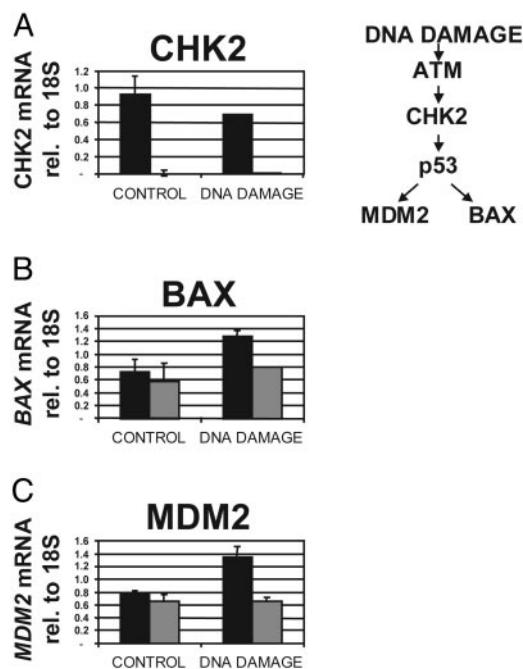 A
CHK2
CHK2 mRNA
rel. to 18S
1.2
1.0
0.8
0.6
0.4
0.2
-
CONTROL DNA DAMAGE
DNA DAMAGE
ATM
CHK2
p53
MDM2 BAX
B
BAX
BAX mRNA
rel. to 18S
1.6
1.4
1.2
1.0
0.8
0.6
0.4
0.2
-
CONTROL DNA DAMAGE
C
MDM2
MDM2 mRNA
rel. to 18S
1.6
1.4
1.2
1.0
0.8
0.6
0.4
0.2
-
CONTROL DNA DAMAGE